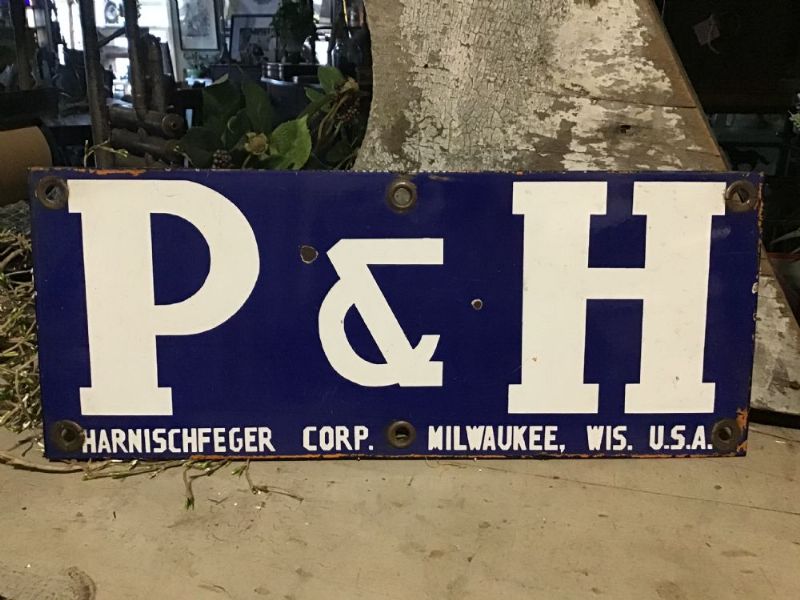 P & H
HARNISCHFEGER CORP. MILWAUKEE, WIS. U.S.A.